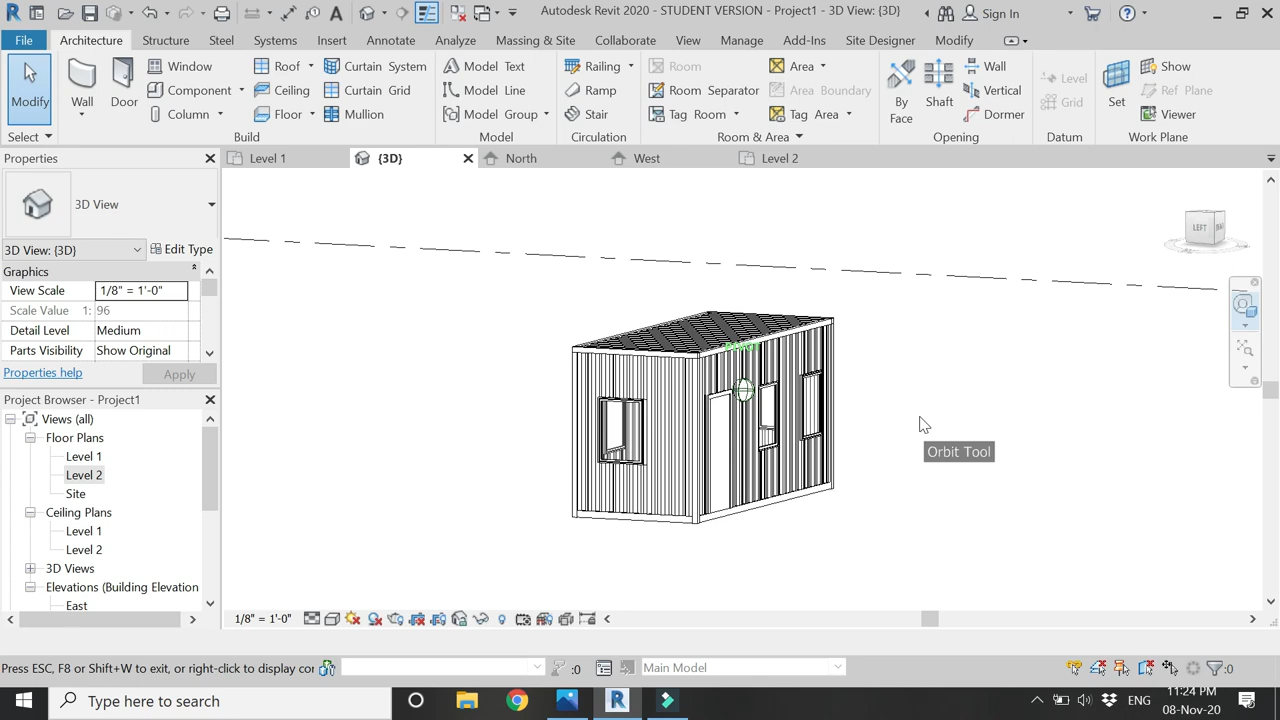 Autodesk Revit 2020 - STUDENT VERSION - Project1 - 3D View: {3D}
Sign In
File
Architecture
Structure
Steel
Systems
Insert
Annotate
Analyze
Massing & Site
Collaborate
View
Manage
Add-Ins
Site Designer
Modify
Modify
Wall
Door
Window
Component
Column
Roof
Ceiling
Floor
Curtain System
Curtain Grid
Mullion
Model Text
Model Line
Model Group
Railing
Ramp
Stair
Room
Room Separator
Tag Room
Area
Area Boundary
Tag Area
By
Face
Shaft
Wall
Vertical
Dormer
Level
Grid
Set
Show
Ref Plane
Viewer
Select
Build
Model
Circulation
Room & Area
Opening
Datum
Work Plane
Properties
Level 1
{3D}
North
West
Level 2
3D View
3D View: {3D}
Edit Type
Graphics
View Scale
1/8" = 1'-0"
Scale Value 1:
96
Detail Level
Medium
Parts Visibility
Show Original
Properties help
Apply
Project Browser - Project1
Views (all)
Floor Plans
Level 1
Level 2
Site
Ceiling Plans
Level 1
Level 2
3D Views
Elevations (Building Elevation
East
LEFT
PIVOT
Orbit Tool
1/8" = 1'-0"
Press ESC, F8 or Shift+W to exit, or right-click to display cor
:0
Main Model
:0
Type here to search
ENG
11:24 PM
08-Nov-20